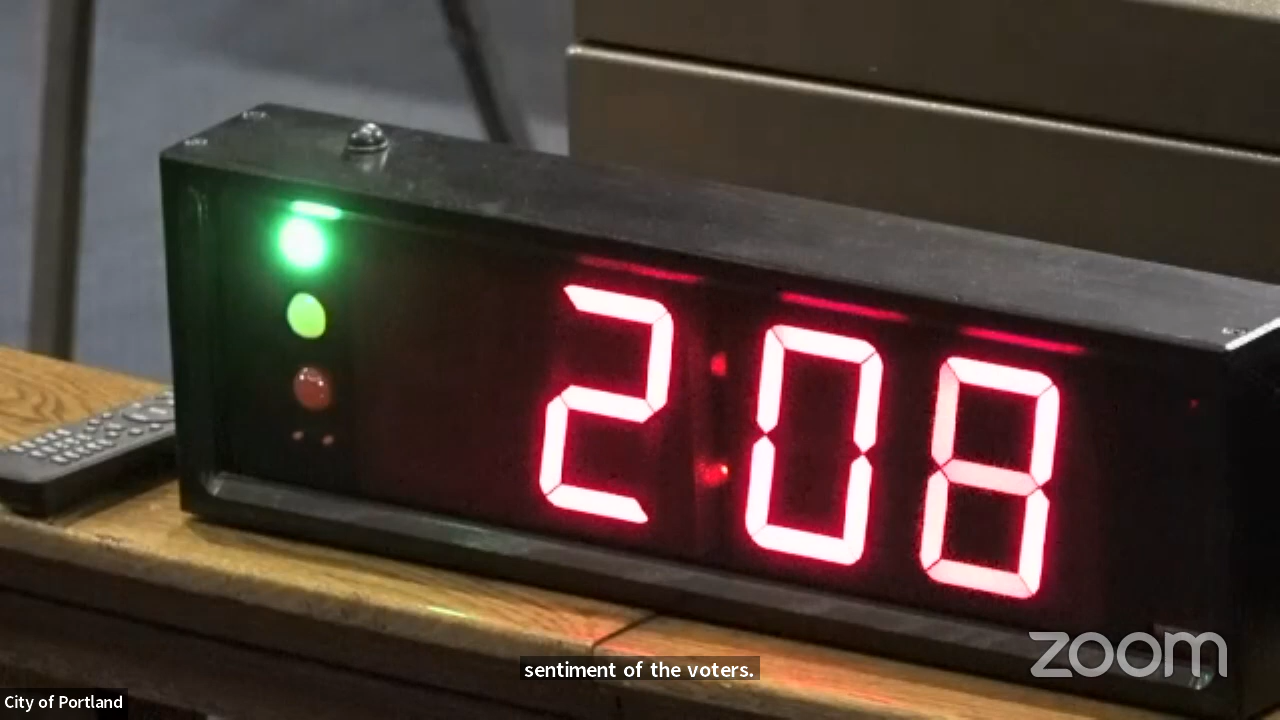 2:08
zoom
sentiment of the voters.
City of Portland